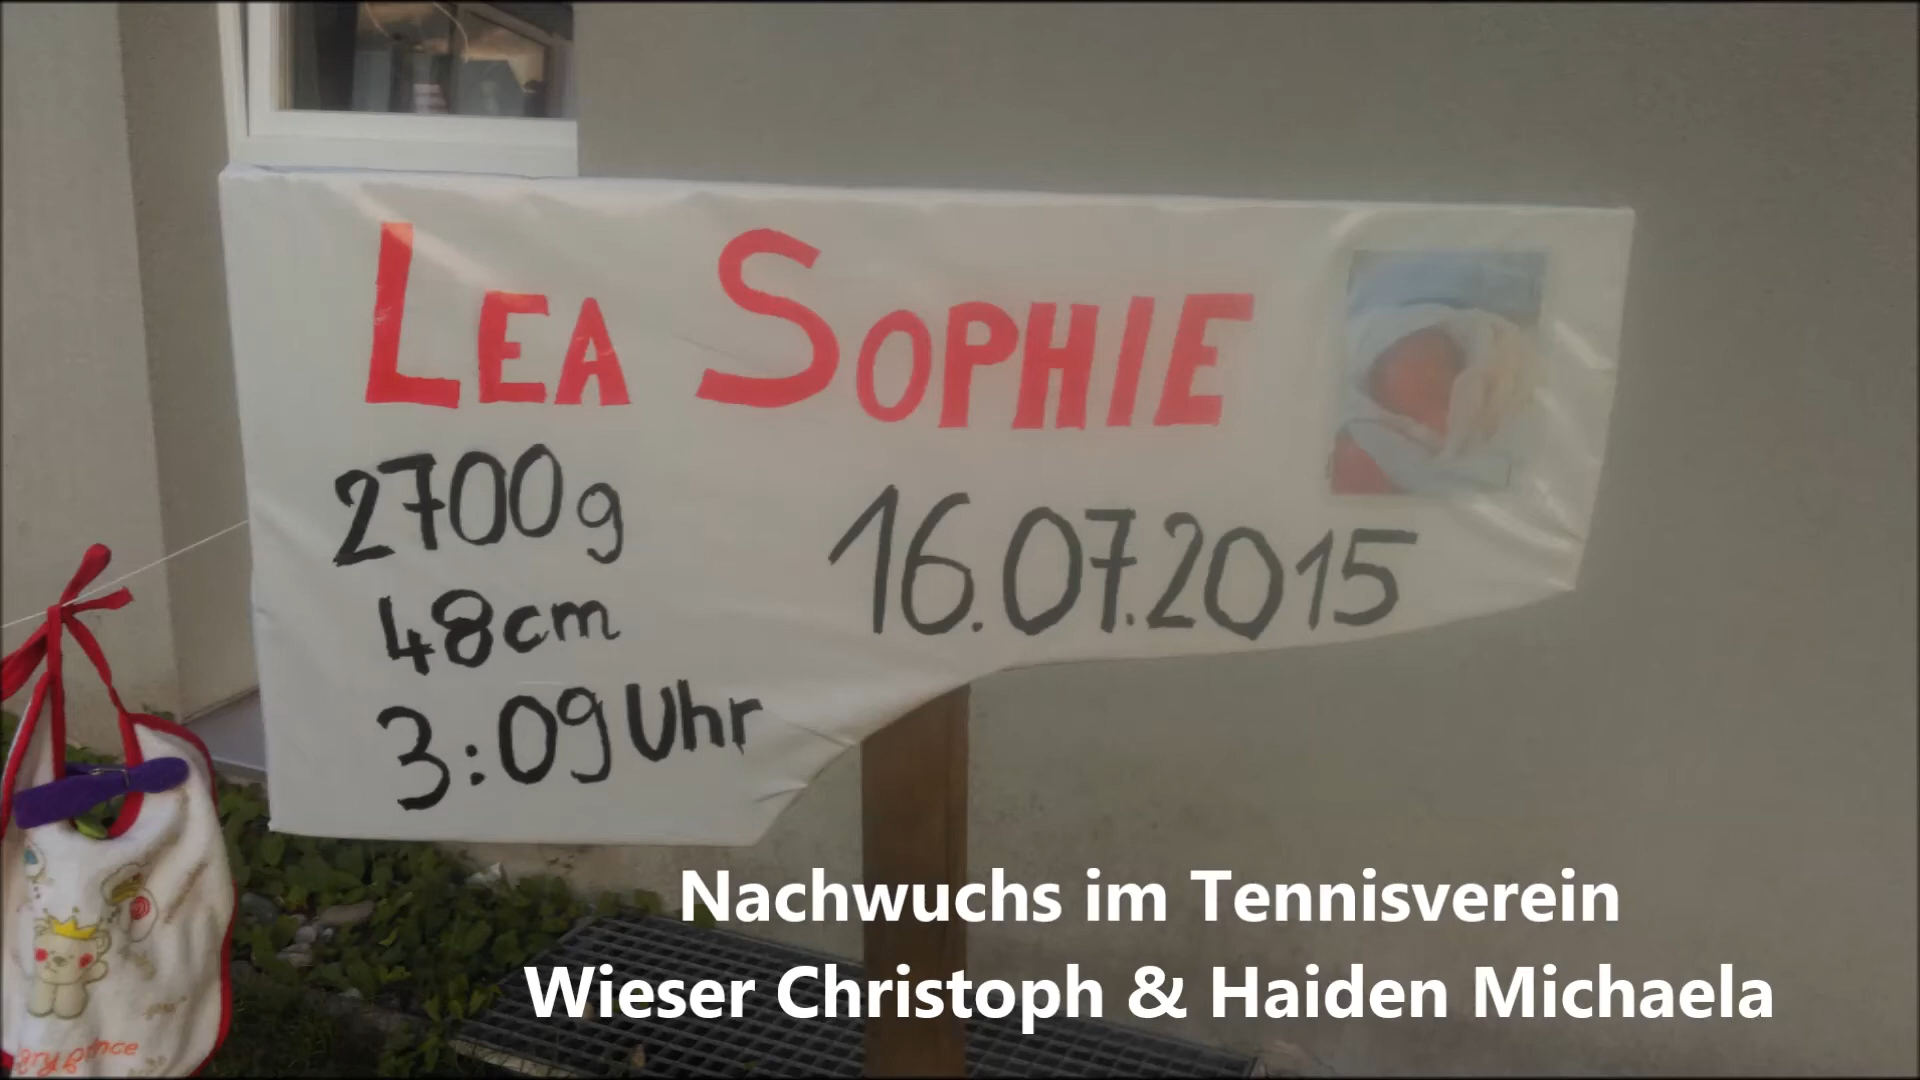 LEA SOPHIE
2700g
48cm
3:09 Uhr
16.07.2015
Nachwuchs im Tennisverein
Wieser Christoph & Haiden Michaela